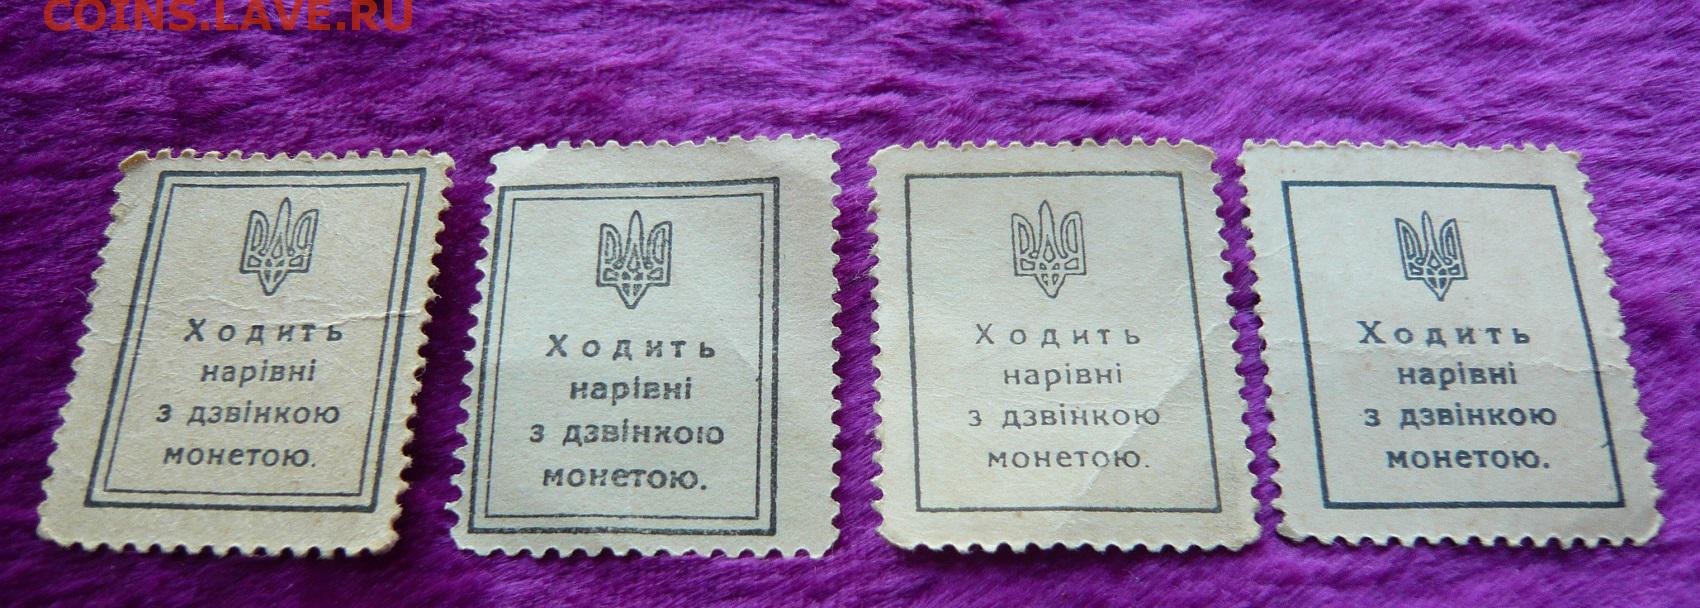 COINS.LAVE.RU
Ходить
нарівні
з дзвінкою
монетою.
Ходить
нарівні
з дзвінкою
монетою.
Ходить
нарівні
з дзвінкою
монетою.
Ходить
нарівні
з дзвінкою
монетою.